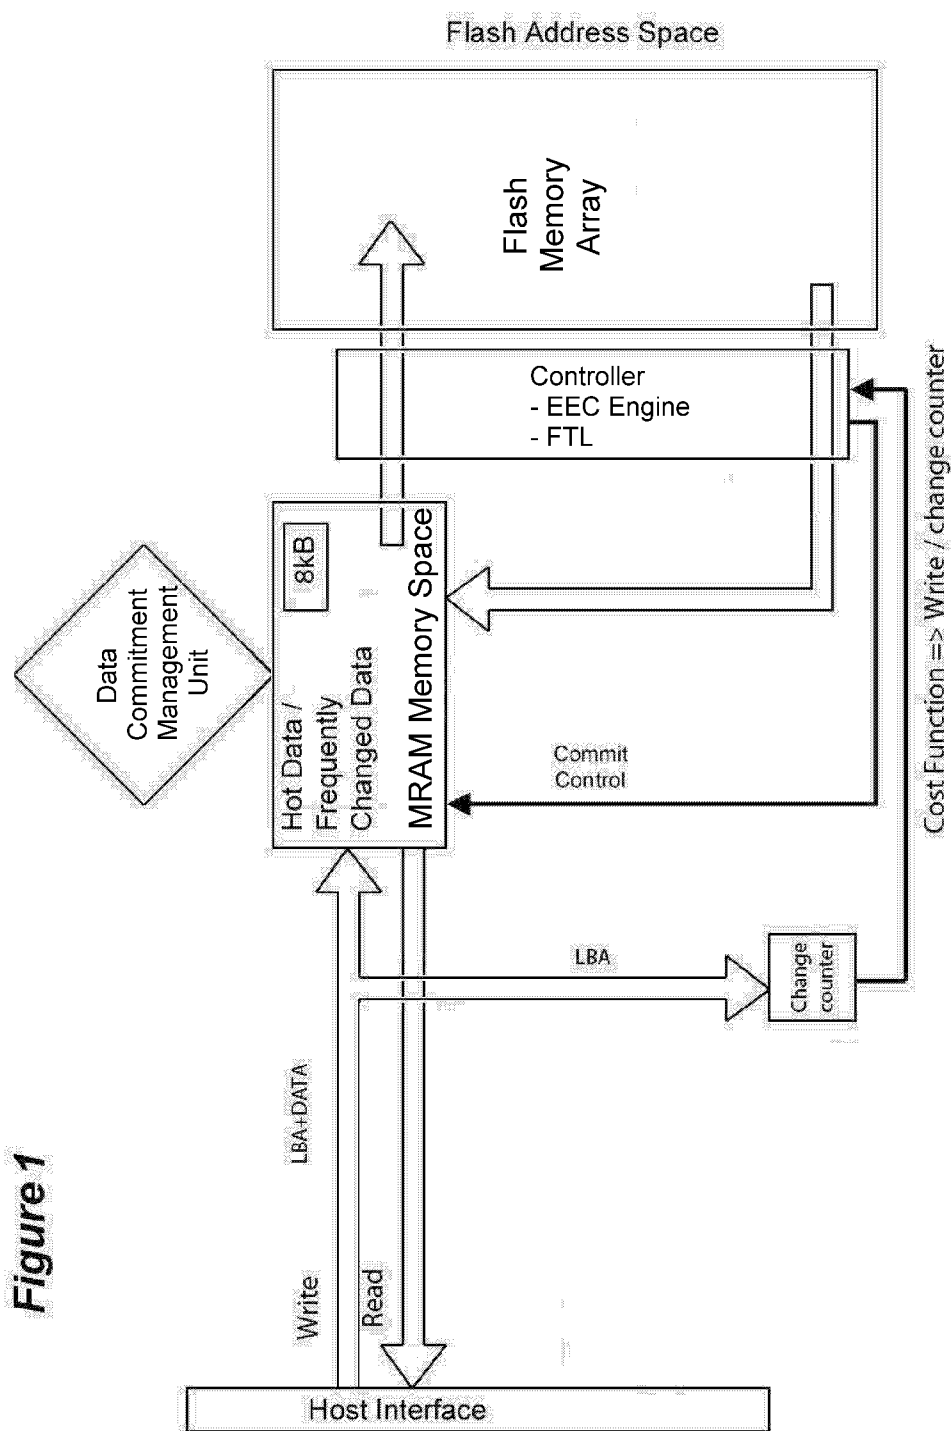 Figure 1
Flash Address Space
Flash
Memory
Array
Controller
- EEC Engine
- FTL
Data
Commitment
Management
Unit
8kB
Hot Data /
Frequently
Changed Data
MRAM Memory Space
Commit
Control
Cost Function => Write / change counter
LBA
Change
counter
LBA+DATA
Write
Read
Host Interface